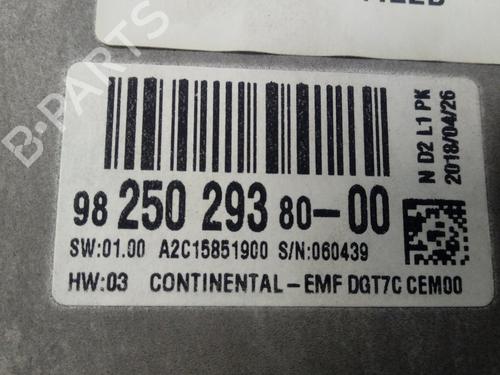 B-PARTS
98 250 293 80-00
SW:01.00 A2C15851900 S/N:060439
HW:03 CONTINENTAL-EMF DGT7C CEM00
N D2 L1 PK
2018/04/26